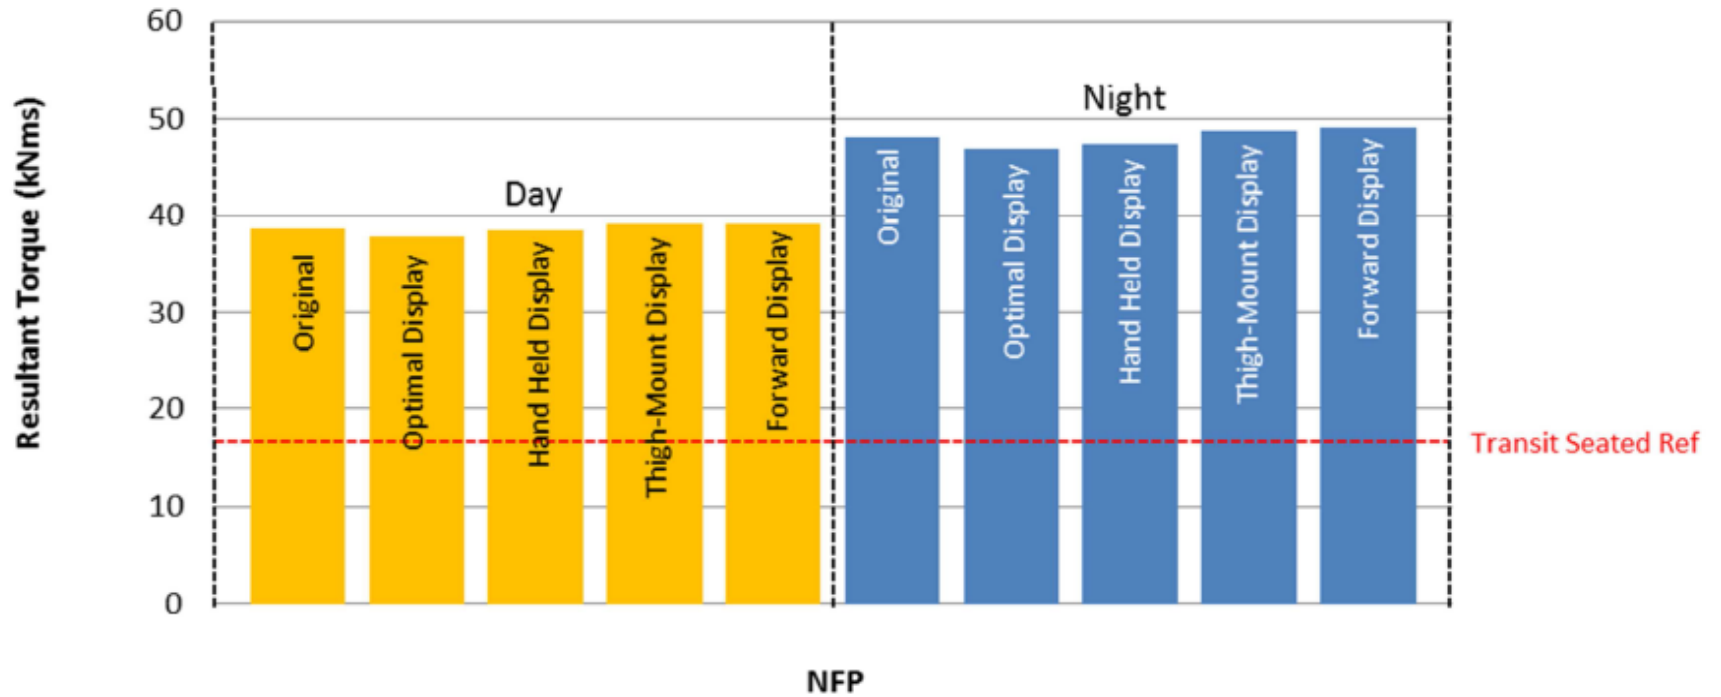 Resultant Torque (kNms)
60
50
40
30
20
10
0
Day
Original
Optimal Display
Hand Held Display
Thigh-Mount Display
Forward Display
Night
Original
Optimal Display
Hand Held Display
Thigh-Mount Display
Forward Display
Transit Seated Ref
NFP